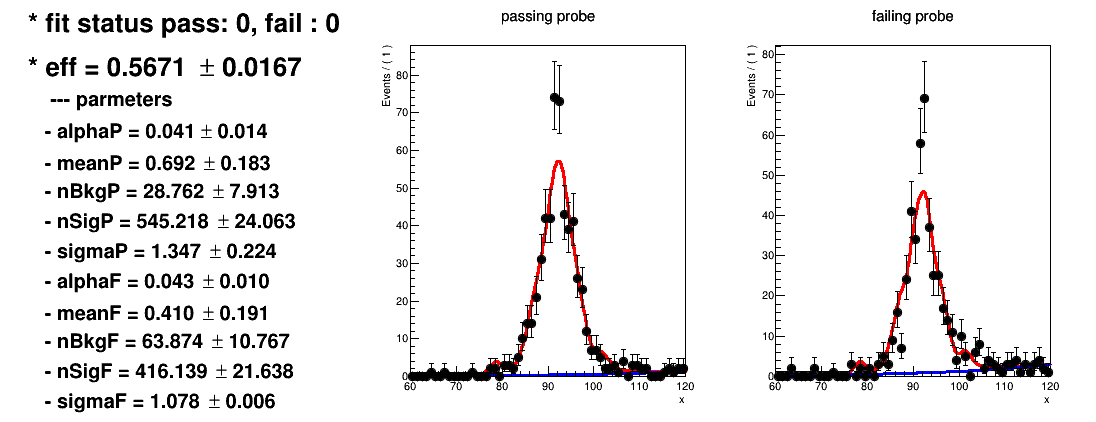 * fit status pass: 0, fail : 0
* eff = 0.5671 ± 0.0167
--- parmeters
- alphaP = 0.041 ± 0.014
- meanP = 0.692 ± 0.183
- nBkgP = 28.762 ± 7.913
- nSigP = 545.218 ± 24.063
- sigmaP = 1.347 ± 0.224
- alphaF = 0.043 ± 0.010
- meanF = 0.410 ± 0.191
- nBkgF = 63.874 ± 10.767
- nSigF = 416.139 ± 21.638
- sigmaF = 1.078 ± 0.006
passing probe
Events / ( 1 )
80
70
60
50
40
30
20
10
0
60 70 80 90 100 110 120
x
failing probe
Events / ( 1 )
80
70
60
50
40
30
20
10
0
60 70 80 90 100 110 120
x